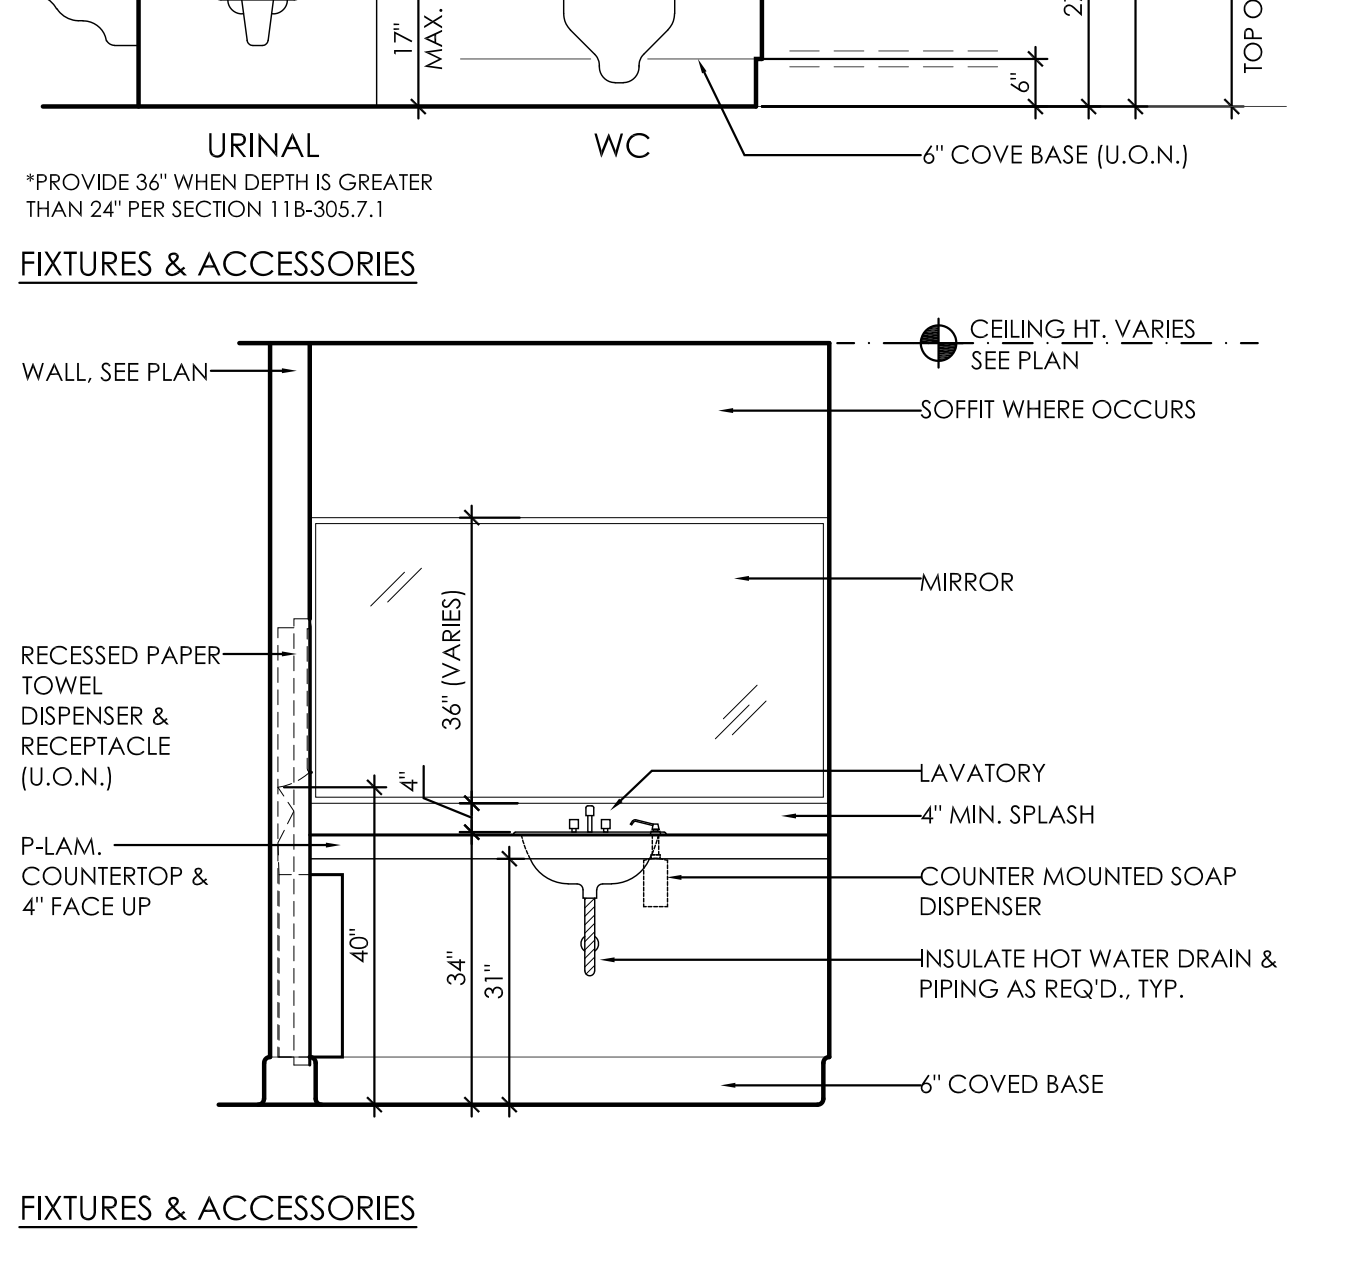 17"
MAX.
6"
TOP O
URINAL
WC
6" COVE BASE (U.O.N.)
*PROVIDE 36" WHEN DEPTH IS GREATER
THAN 24" PER SECTION 11B-305.7.1
FIXTURES & ACCESSORIES
CEILING HT. VARIES
SEE PLAN
WALL, SEE PLAN
SOFFIT WHERE OCCURS
MIRROR
36" (VARIES)
RECESSED PAPER
TOWEL
DISPENSER &
RECEPTACLE
(U.O.N.)
4"
LAVATORY
4" MIN. SPLASH
P-LAM.
COUNTERTOP &
4" FACE UP
COUNTER MOUNTED SOAP
DISPENSER
40"
34"
31"
INSULATE HOT WATER DRAIN &
PIPING AS REQ'D., TYP.
6" COVED BASE
FIXTURES & ACCESSORIES